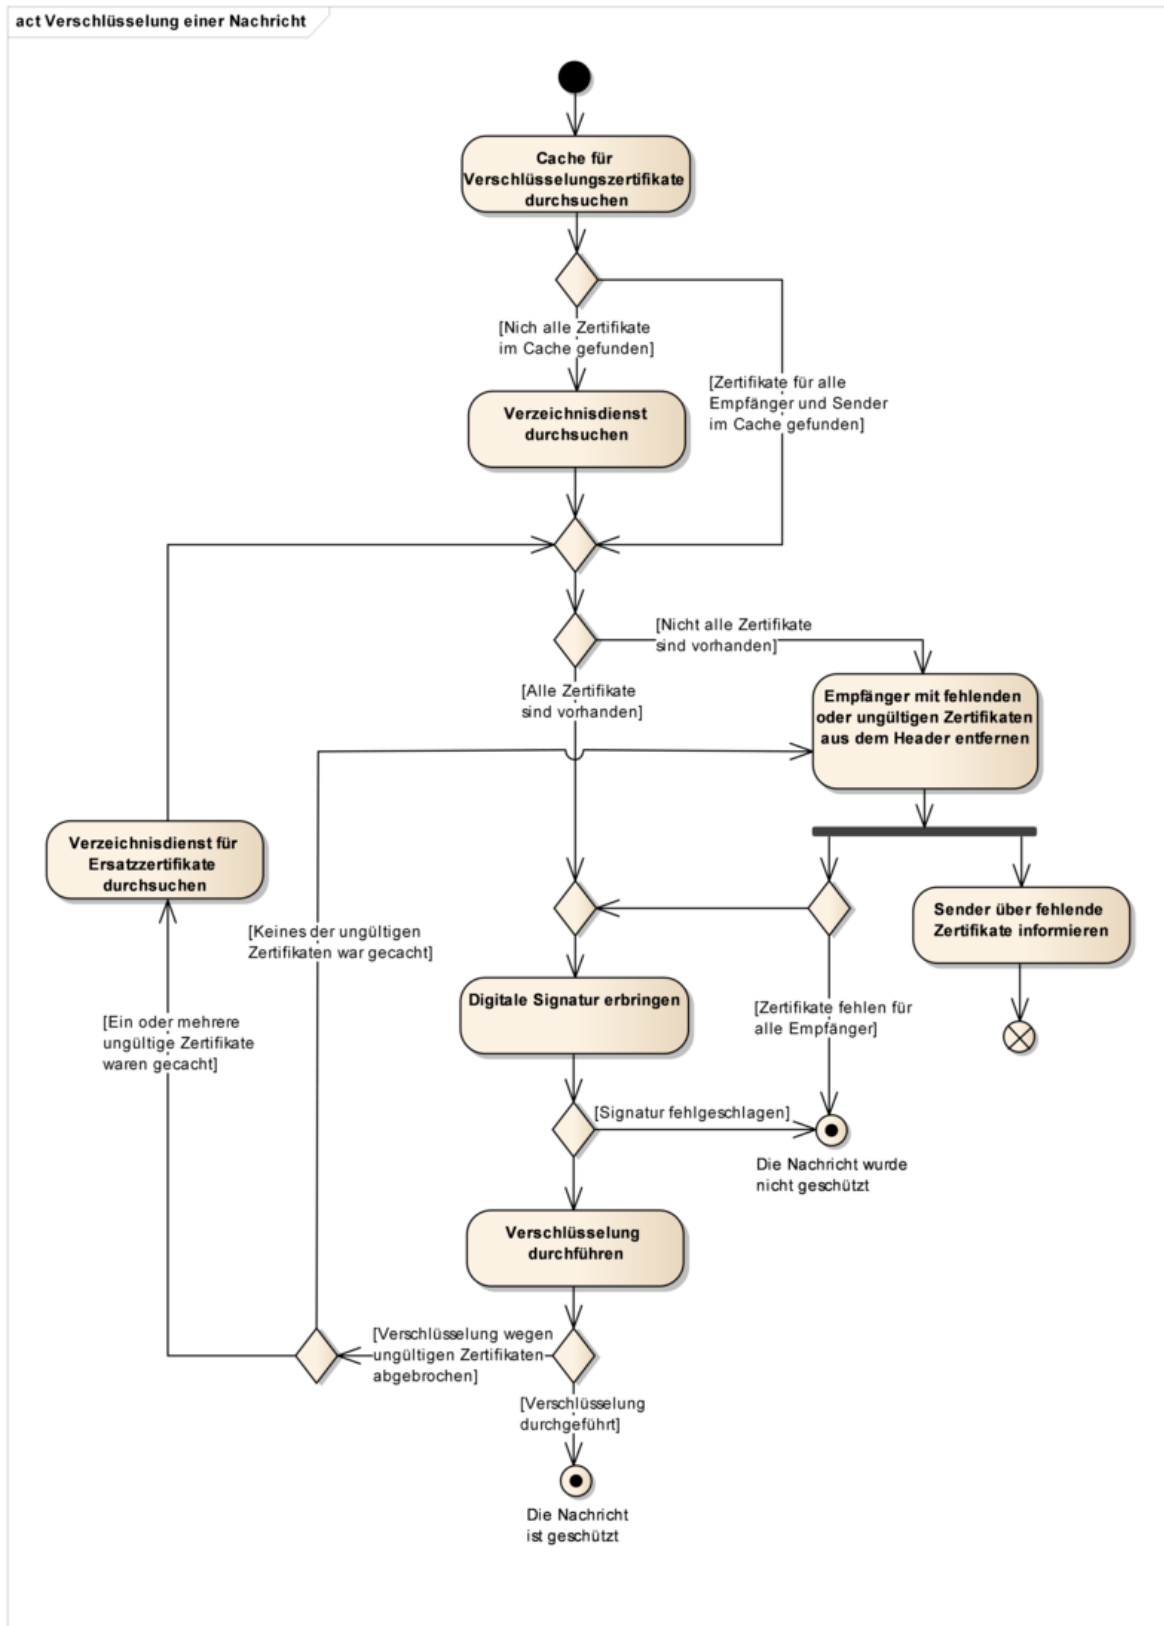 act Verschlüsselung einer Nachricht
Cache für
Verschlüsselungszertifikate
durchsuchen
[Nich alle Zertifikate
im Cache gefunden]
[Zertifikate für alle
Empfänger und Sender
im Cache gefunden]
Verzeichnisdienst
durchsuchen
[Nicht alle Zertifikate
sind vorhanden]
[Alle Zertifikate
sind vorhanden]
Empfänger mit fehlenden
oder ungültigen Zertifikaten
aus dem Header entfernen
Verzeichnisdienst für
Ersatzzertifikate
durchsuchen
Sender über fehlende
Zertifikate informieren
[Keines der ungültigen
Zertifikaten war gecacht]
Digitale Signatur erbringen
[Zertifikate fehlen für
alle Empfänger]
[Ein oder mehrere
ungültige Zertifikate
waren gecacht]
[Signatur fehlgeschlagen]
Die Nachricht wurde
nicht geschützt
Verschlüsselung
durchführen
[Verschlüsselung wegen
ungültigen Zertifikaten
abgebrochen]
[Verschlüsselung
durchgeführt]
Die Nachricht
ist geschützt